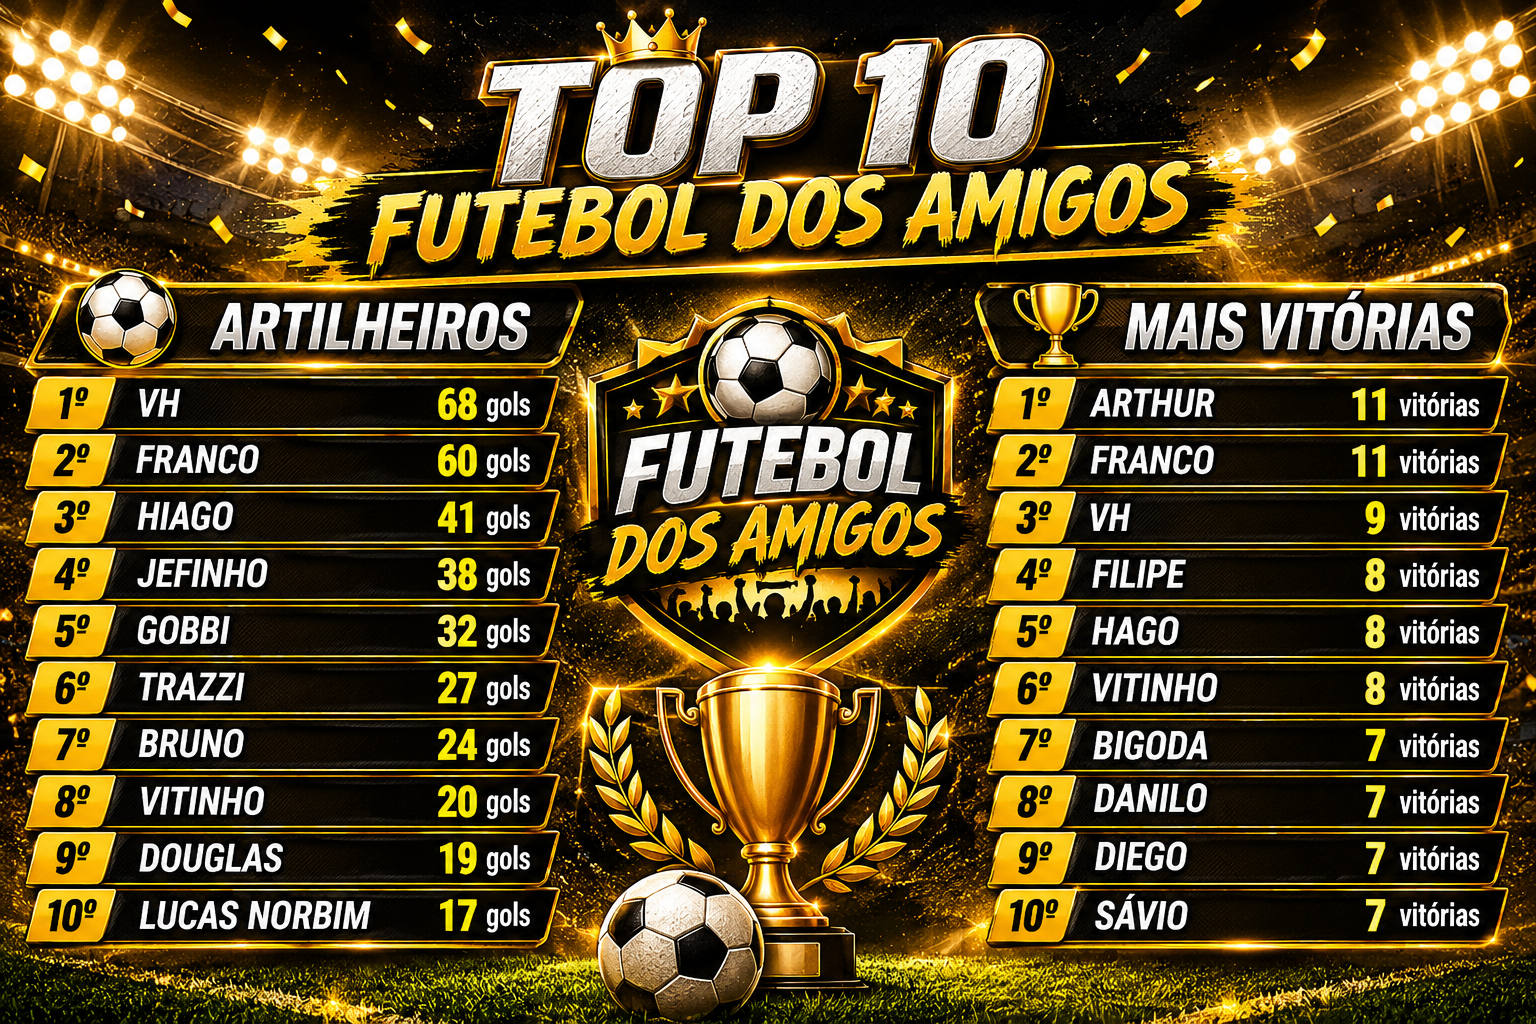 TOP 10
FUTEBOL DOS AMIGOS
ARTILHEIROS
1º VH 68 gols
2º FRANCO 60 gols
3º HIAGO 41 gols
4º JEFINHO 38 gols
5º GOBBI 32 gols
6º TRAZZI 27 gols
7º BRUNO 24 gols
8º VITINHO 20 gols
9º DOUGLAS 19 gols
10º LUCAS NORBIM 17 gols
FUTEBOL
DOS AMIGOS
MAIS VITÓRIAS
1º ARTHUR 11 vitórias
2º FRANCO 11 vitórias
3º VH 9 vitórias
4º FILIPE 8 vitórias
5º HAGO 8 vitórias
6º VITINHO 8 vitórias
7º BIGODA 7 vitórias
8º DANILO 7 vitórias
9º DIEGO 7 vitórias
10º SÁVIO 7 vitórias